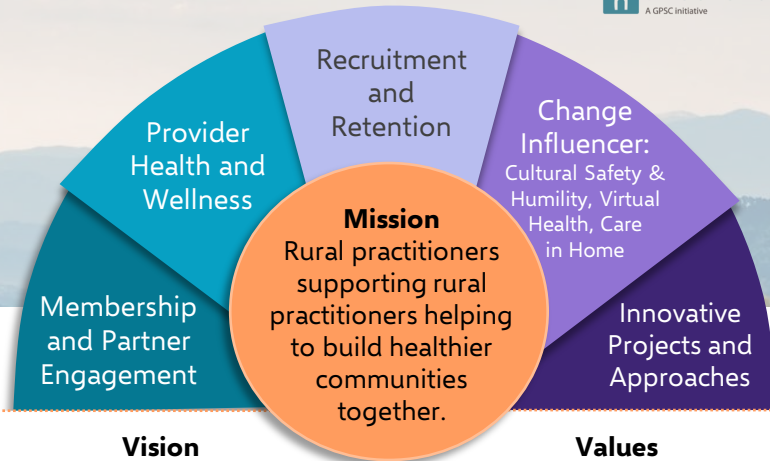 A GPSC initiative
Recruitment
and
Retention
Provider
Health and
Wellness
Change
Influencer:
Cultural Safety &
Humility, Virtual
Health, Care
in Home
Membership
and Partner
Engagement
Mission
Rural practitioners
supporting rural
practitioners helping
to build healthier
communities
together.
Innovative
Projects and
Approaches
Vision
Values